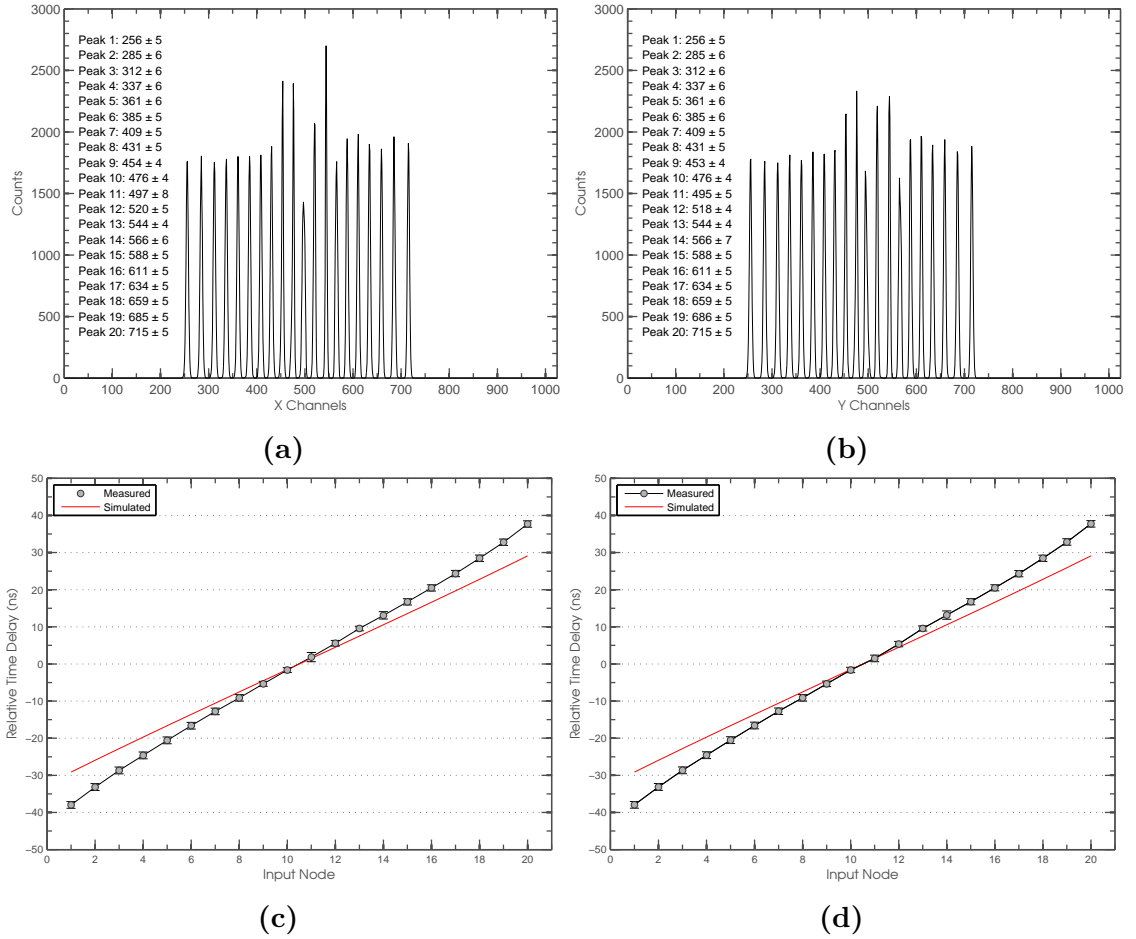 3000
2500
2000
1500
1000
500
0
Counts
Peak 1: 256 ± 5
Peak 2: 285 ± 6
Peak 3: 312 ± 6
Peak 4: 337 ± 6
Peak 5: 361 ± 6
Peak 6: 385 ± 5
Peak 7: 409 ± 5
Peak 8: 431 ± 5
Peak 9: 454 ± 4
Peak 10: 476 ± 4
Peak 11: 497 ± 8
Peak 12: 520 ± 5
Peak 13: 544 ± 4
Peak 14: 566 ± 6
Peak 15: 588 ± 5
Peak 16: 611 ± 5
Peak 17: 634 ± 5
Peak 18: 659 ± 5
Peak 19: 685 ± 5
Peak 20: 715 ± 5
0 100 200 300 400 500 600 700 800 900 1000
X Channels
(a)
3000
2500
2000
1500
1000
500
0
Counts
Peak 1: 256 ± 5
Peak 2: 285 ± 6
Peak 3: 312 ± 6
Peak 4: 337 ± 6
Peak 5: 361 ± 6
Peak 6: 385 ± 6
Peak 7: 409 ± 5
Peak 8: 431 ± 5
Peak 9: 453 ± 4
Peak 10: 476 ± 4
Peak 11: 495 ± 5
Peak 12: 518 ± 4
Peak 13: 544 ± 4
Peak 14: 566 ± 7
Peak 15: 588 ± 5
Peak 16: 611 ± 5
Peak 17: 634 ± 5
Peak 18: 659 ± 5
Peak 19: 686 ± 5
Peak 20: 715 ± 5
0 100 200 300 400 500 600 700 800 900 1000
Y Channels
(b)
50
40
30
20
10
0
−10
−20
−30
−40
−50
Relative Time Delay (ns)
Measured
Simulated
0 2 4 6 8 10 12 14 16 18 20
Input Node
(c)
50
40
30
20
10
0
−10
−20
−30
−40
−50
Relative Time Delay (ns)
Measured
Simulated
0 2 4 6 8 10 12 14 16 18 20
Input Node
(d)